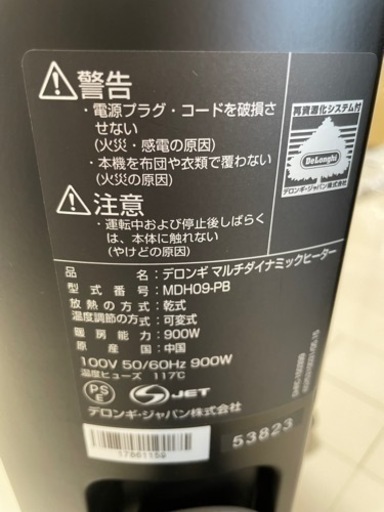 ⚠警告
・電源プラグ・コードを破損さ
せない
(火災・感電の原因)
・本機を布団や衣類で覆わない
(火災の原因)
⚠注意
・運転中および停止後しばらく
は、本体に触れない
(やけどの原因)
再資源化システム付
DeLonghi
デロンギ・ジャパン株式会社
品 名：デロンギ マルチダイナミックヒーター
型式番号：MDH09-PB
放熱の方式：乾式
温度調節の方式：可変式
暖房能力：900W
原産国：中国
100V 50/60Hz 900W
温度ヒューズ 117℃
PSE
S JET
デロンギ・ジャパン株式会社
17661159
53823